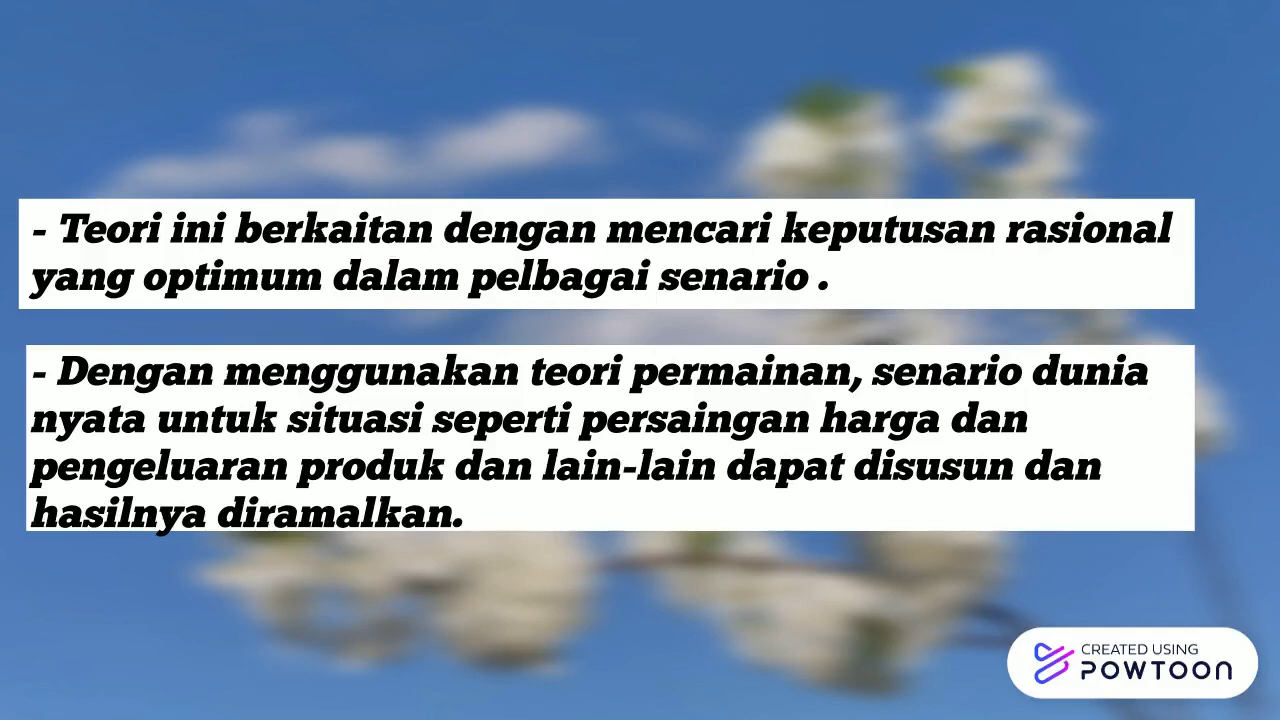 - Teori ini berkaitan dengan mencari keputusan rasional
yang optimum dalam pelbagai senario .
- Dengan menggunakan teori permainan, senario dunia
nyata untuk situasi seperti persaingan harga dan
pengeluaran produk dan lain-lain dapat disusun dan
hasilnya diramalkan.
CREATED USING
POWTOON